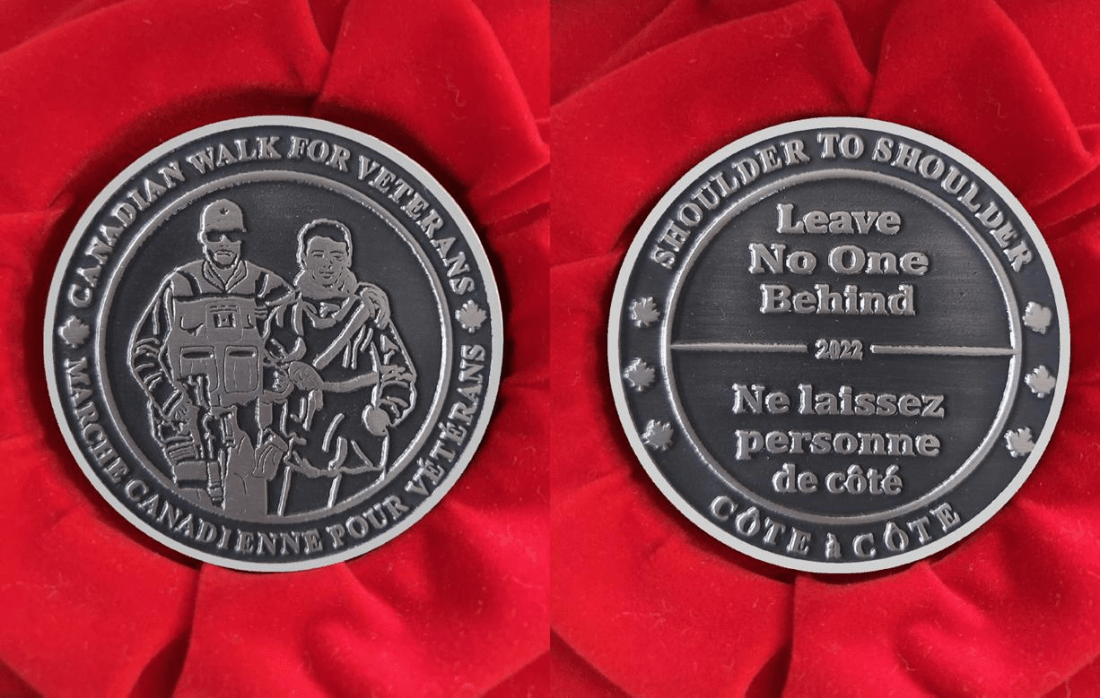 CANADIAN WALK FOR VETERANS
MARCHE CANADIENNE POUR VÉTÉRANS
SHOULDER TO SHOULDER
Leave
No One
Behind
2022
Ne laissez
personne
de côté
CÔTE à CÔTE